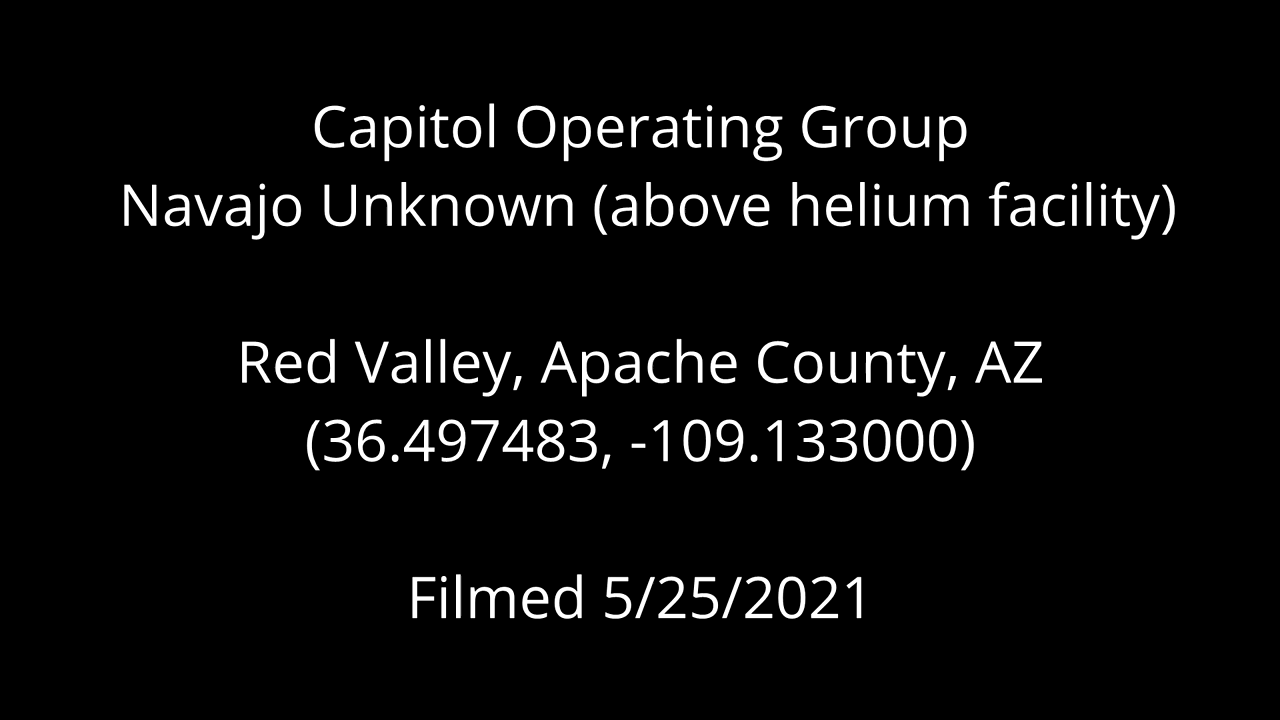 Capitol Operating Group
Navajo Unknown (above helium facility)
Red Valley, Apache County, AZ
(36.497483, -109.133000)
Filmed 5/25/2021